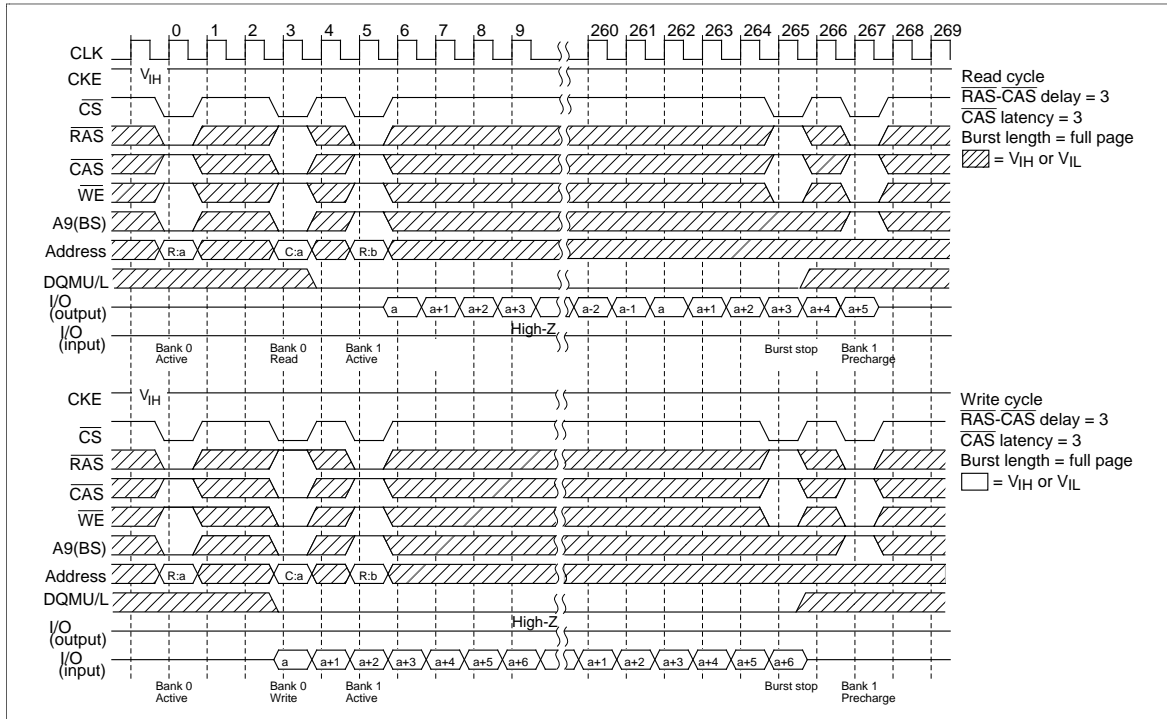 0 1 2 3 4 5 6 7 8 9 260 261 262 263 264 265 266 267 268 269
CLK
CKE VIH
CS
RAS
CAS
WE
A9(BS)
Address R:a C:a R:b
DQMU/L
I/O
(output) a a+1 a+2 a+3 a-2 a-1 a a+1 a+2 a+3 a+4 a+5
High-Z
I/O
(input)
Bank 0
Active
Bank 0
Read
Bank 1
Active
Burst stop
Bank 1
Precharge
Read cycle
RAS-CAS delay = 3
CAS latency = 3
Burst length = full page
= VIH or VIL
CKE VIH
CS
RAS
CAS
WE
A9(BS)
Address R:a C:a R:b
DQMU/L
High-Z
I/O
(output)
I/O
(input) a a+1 a+2 a+3 a+4 a+5 a+6 a+1 a+2 a+3 a+4 a+5 a+6
Bank 0
Active
Bank 0
Write
Bank 1
Active
Burst stop
Bank 1
Precharge
Write cycle
RAS-CAS delay = 3
CAS latency = 3
Burst length = full page
= VIH or VIL